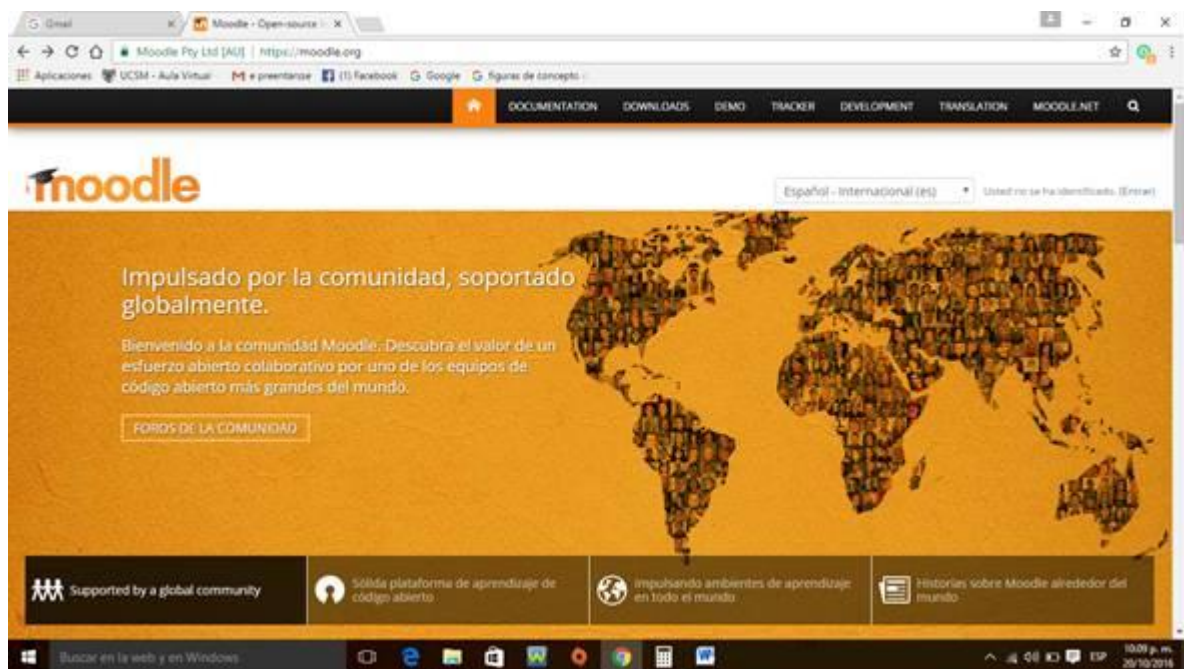 Gmail
Moodle - Open-source
Moodle Pty Ltd [AU] | https://moodle.org
Aplicaciones UCSM - Aula Virtual e preentarse (1) Facebook Google figuras de concepto
DOCUMENTATION DOWNLOADS DEMO TRACKER DEVELOPMENT TRANSLATION MOODLE.NET
moodle
Español - Internacional (es) Usted no se ha identificado. (Entrar)
Impulsado por la comunidad, soportado
globalmente.
Bienvenido a la comunidad Moodle. Descubra el valor de un
esfuerzo abierto colaborativo por uno de los equipos de
código abierto más grandes del mundo.
FOROS DE LA COMUNIDAD
Supported by a global community
Sólida plataforma de aprendizaje de
código abierto
Impulsando ambientes de aprendizaje
en todo el mundo
Historias sobre Moodle alrededor del
mundo
Buscar en la web y en Windows
ESP
10:09 p. m.
20/10/2016